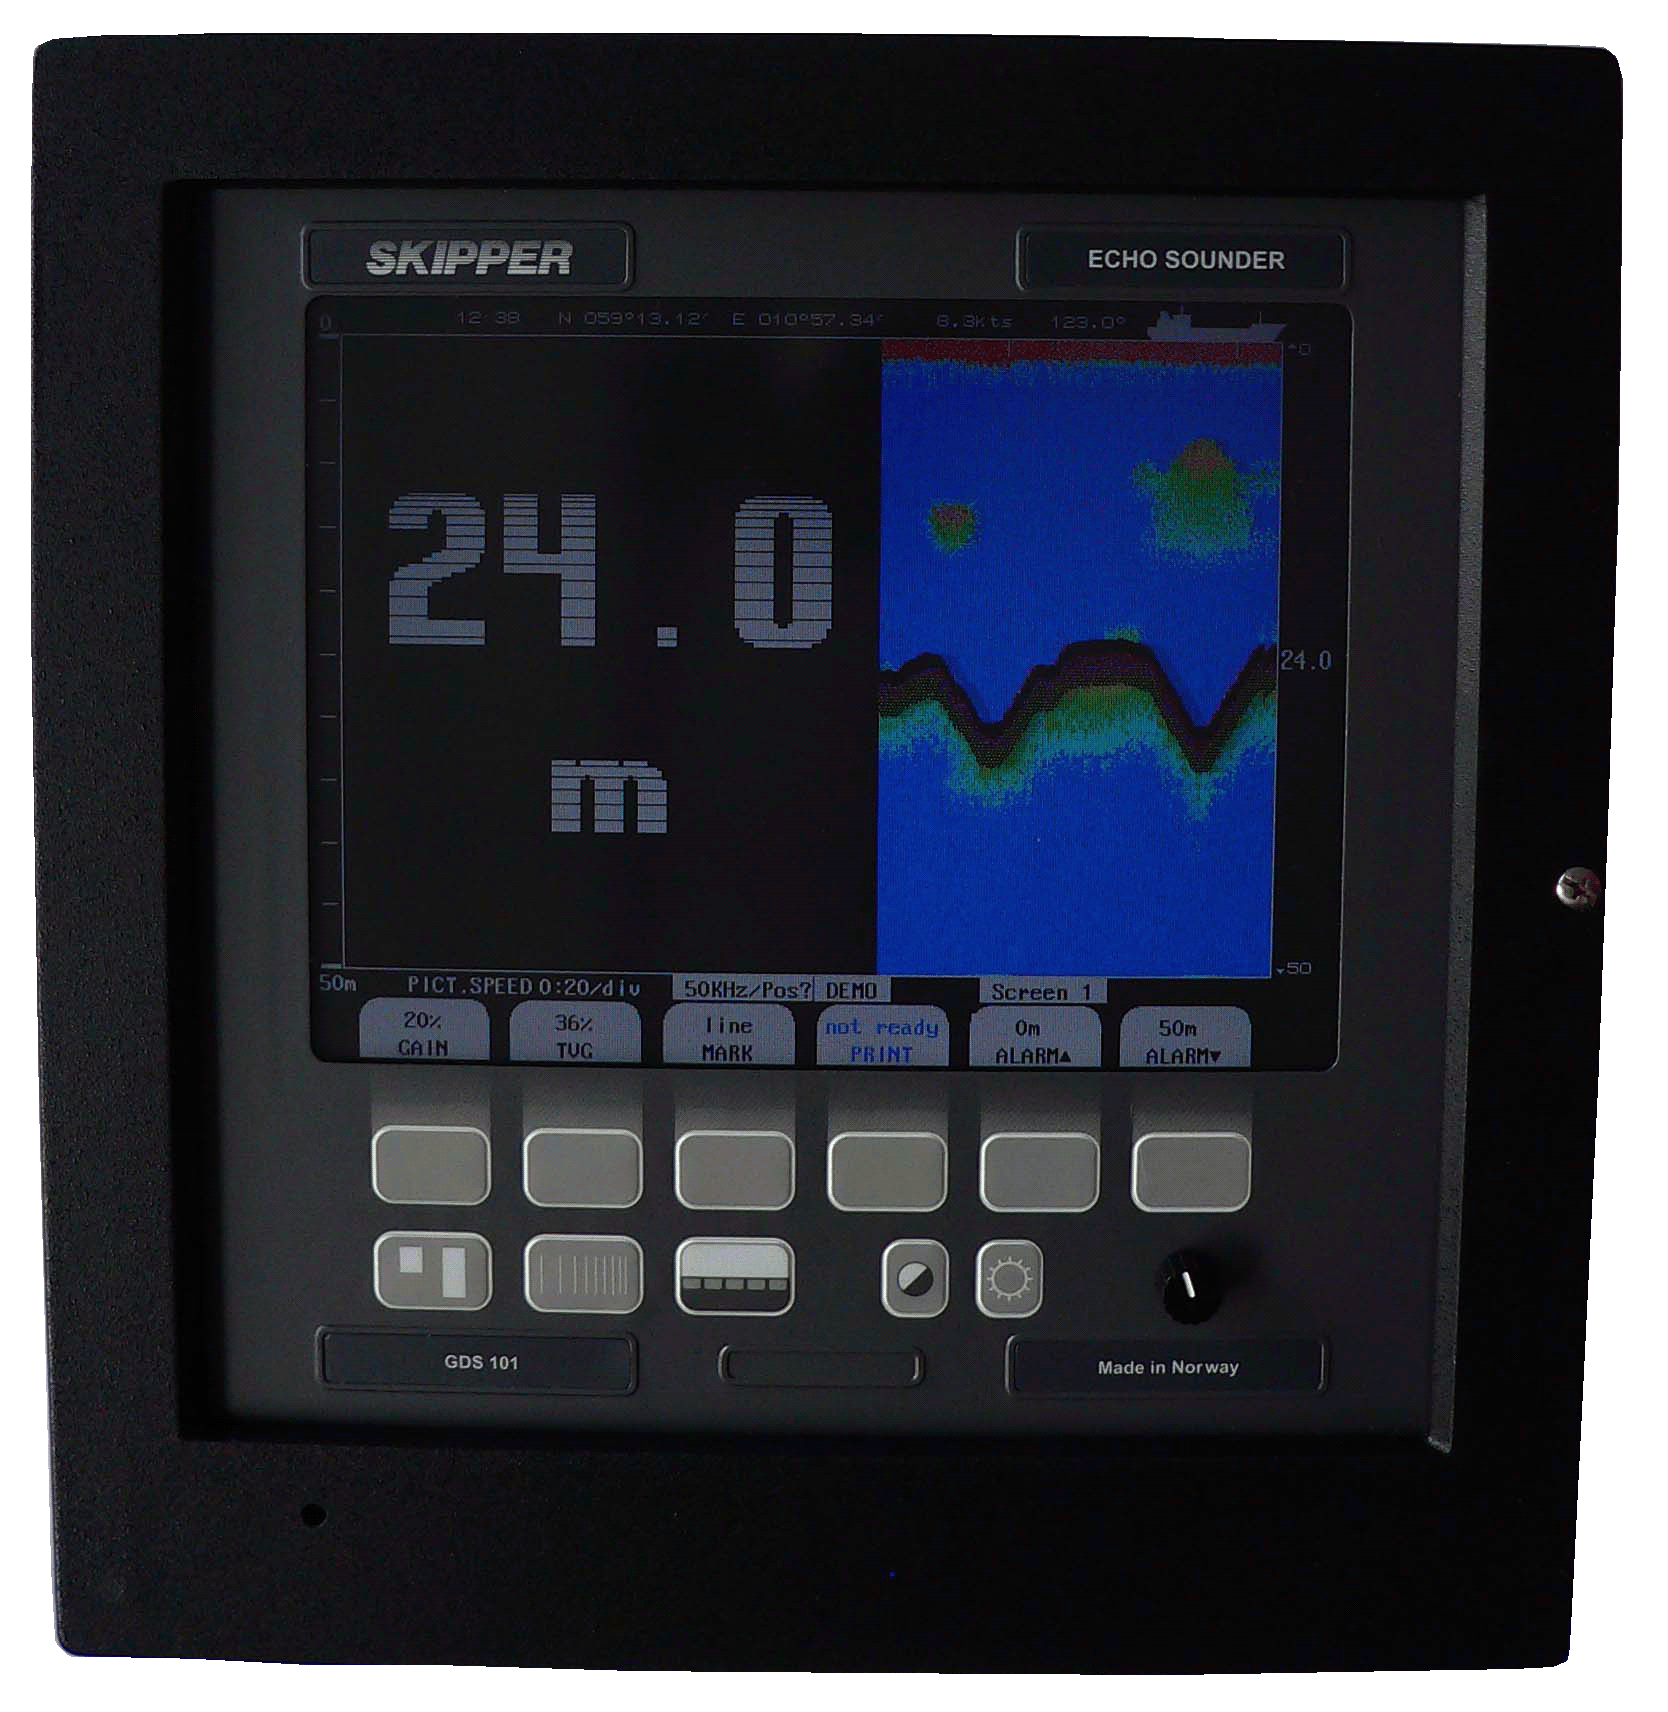 SKIPPER
ECHO SOUNDER
0 12:38 N 059°13.12' E 010°57.34' 8.3Kts 123.0°
0
24.0
m
24.0
50
50m PICT.SPEED 0:20/div 50KHz/Pos? DEMO Screen 1
20% 36% line not ready 0m 50m
GAIN TVG MARK PRINT ALARM▲ ALARM▼
GDS 101
Made in Norway